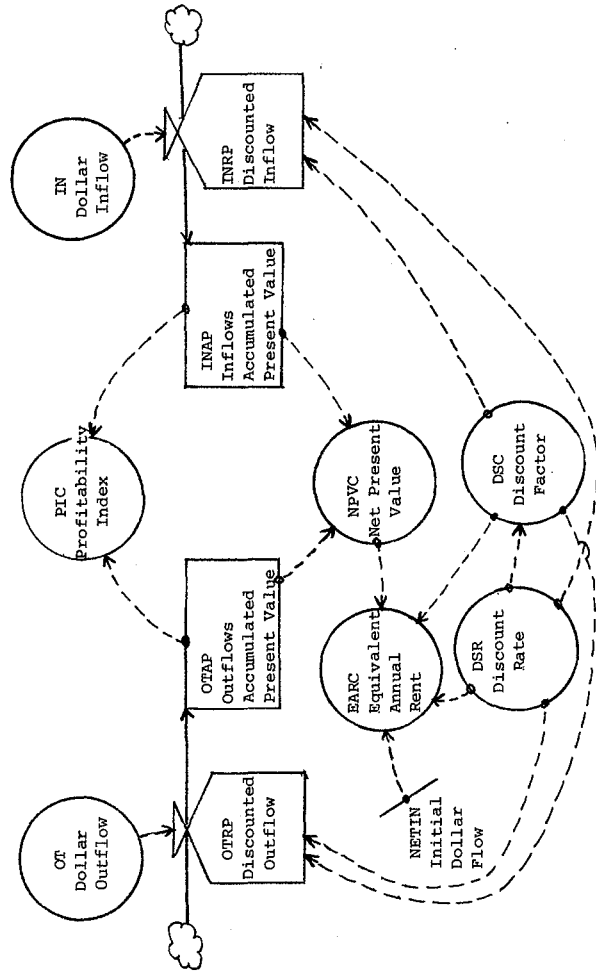 OT
Dollar
Outflow
OTRP
Discounted
Outflow
OTAP
Outflows
Accumulated
Present Value
PIC
Profitability
Index
INAP
Inflows
Accumulated
Present Value
IN
Dollar
Inflow
INRP
Discounted
Inflow
NETIN
Initial
Dollar
Flow
EARC
Equivalent
Annual
Rent
NPVC
Net Present
Value
DSR
Discount
Rate
DSC
Discount
Factor